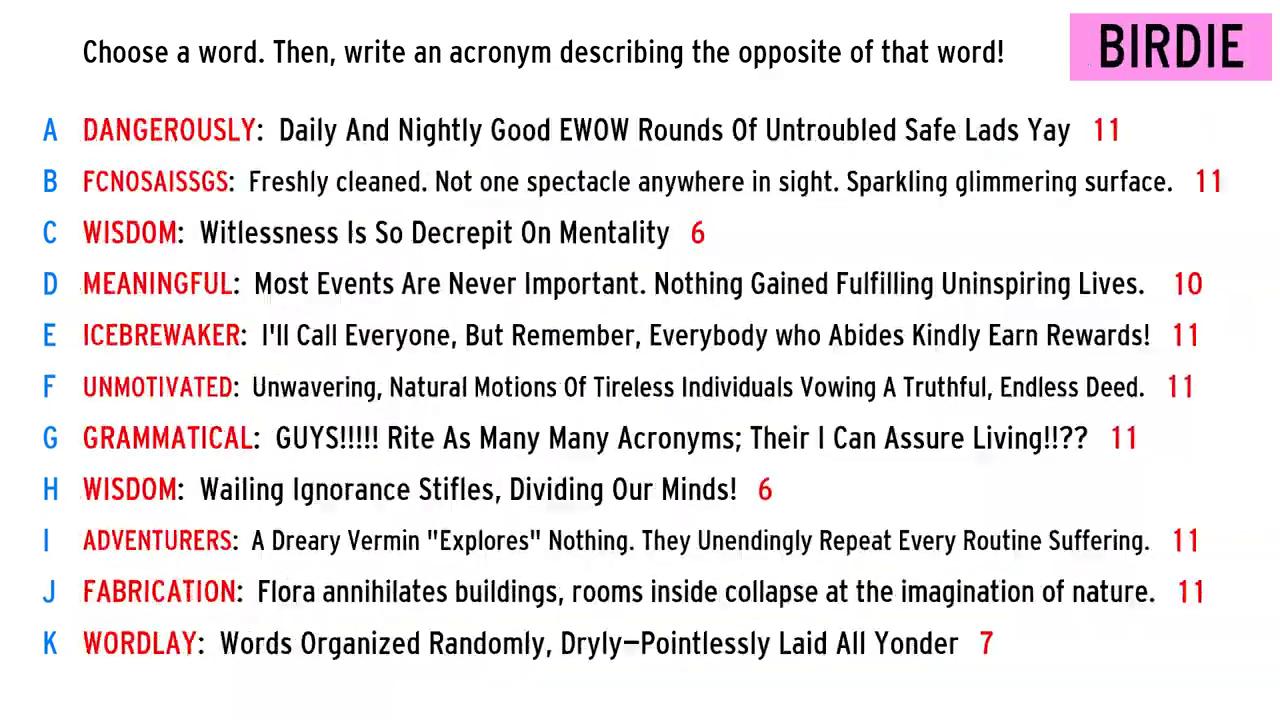 Choose a word. Then, write an acronym describing the opposite of that word!
BIRDIE
A DANGEROUSLY: Daily And Nightly Good EWOW Rounds Of Untroubled Safe Lads Yay 11
B FCNOSAISSGS: Freshly cleaned. Not one spectacle anywhere in sight. Sparkling glimmering surface. 11
C WISDOM: Witlessness Is So Decrepit On Mentality 6
D MEANINGFUL: Most Events Are Never Important. Nothing Gained Fulfilling Uninspiring Lives. 10
E ICEBREWAKER: I'll Call Everyone, But Remember, Everybody who Abides Kindly Earn Rewards! 11
F UNMOTIVATED: Unwavering, Natural Motions Of Tireless Individuals Vowing A Truthful, Endless Deed. 11
G GRAMMATICAL: GUYS!!!!! Rite As Many Many Acronyms; Their I Can Assure Living!!?? 11
H WISDOM: Wailing Ignorance Stifles, Dividing Our Minds! 6
I ADVENTURERS: A Dreary Vermin "Explores" Nothing. They Unendingly Repeat Every Routine Suffering. 11
J FABRICATION: Flora annihilates buildings, rooms inside collapse at the imagination of nature. 11
K WORDLAY: Words Organized Randomly, Dryly—Pointlessly Laid All Yonder 7